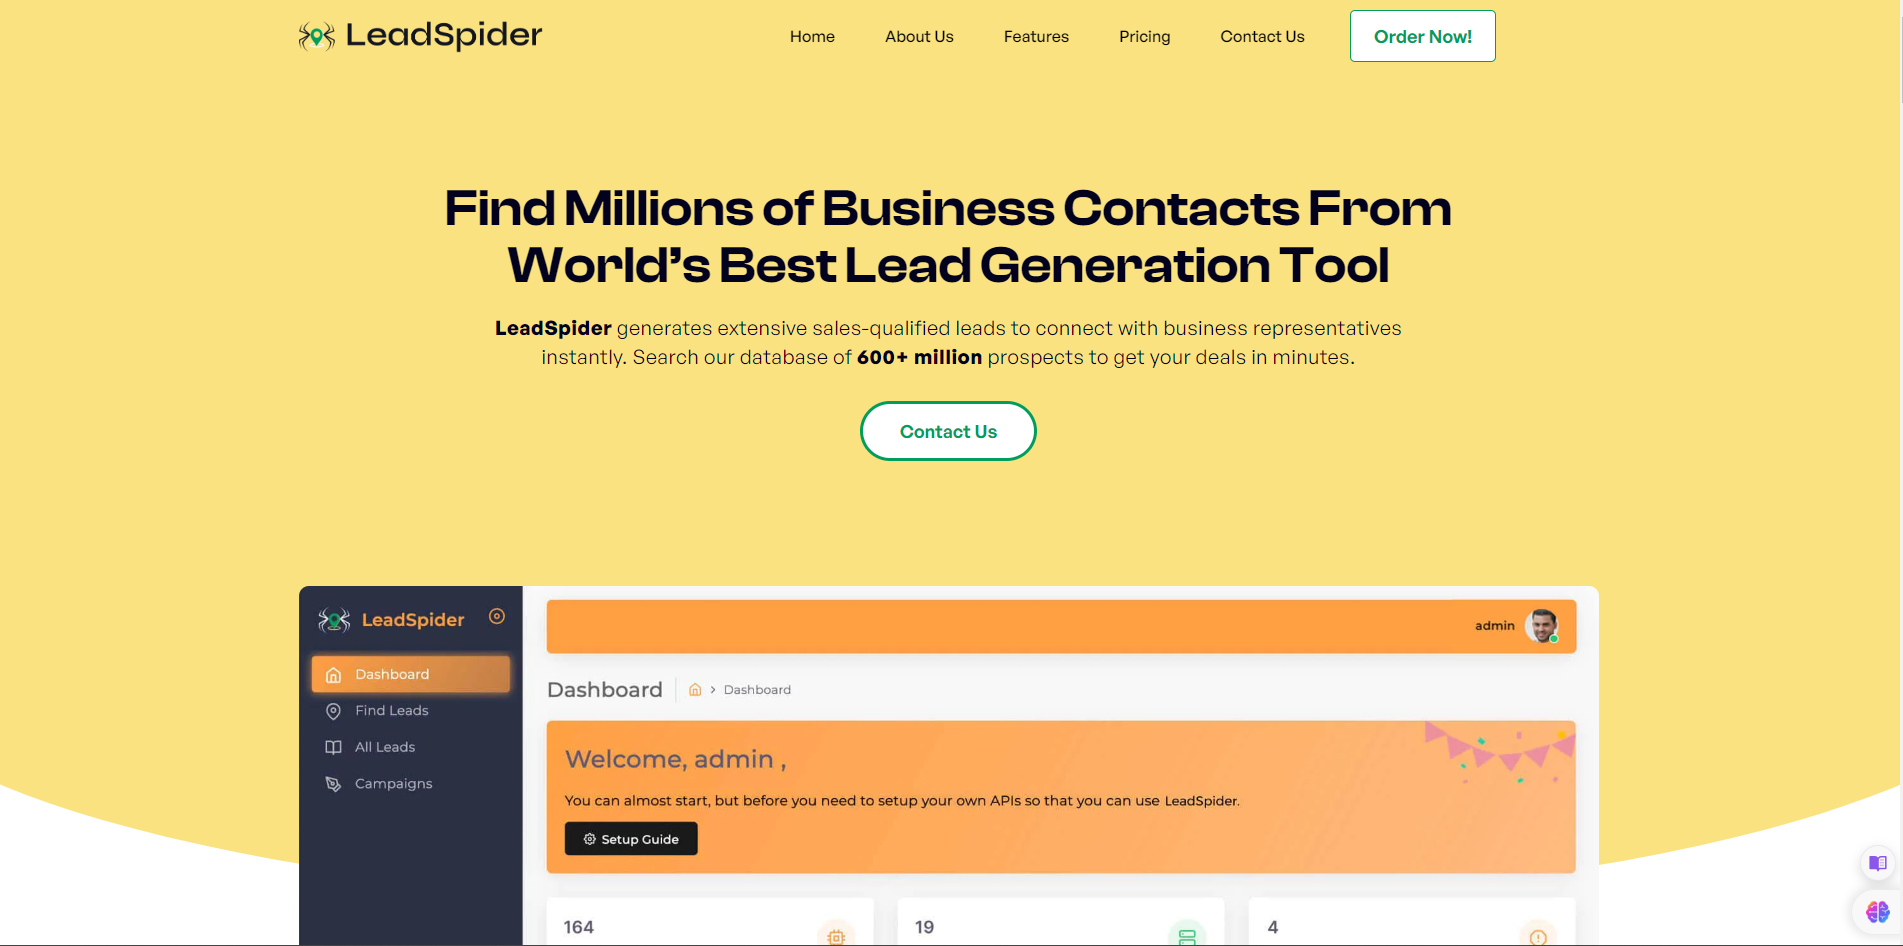 LeadSpider
Home
About Us
Features
Pricing
Contact Us
Order Now!
Find Millions of Business Contacts From
World’s Best Lead Generation Tool
LeadSpider generates extensive sales-qualified leads to connect with business representatives
instantly. Search our database of 600+ million prospects to get your deals in minutes.
Contact Us
LeadSpider
admin
Dashboard
Find Leads
All Leads
Campaigns
Dashboard
Dashboard
Welcome, admin ,
You can almost start, but before you need to setup your own APIs so that you can use LeadSpider.
Setup Guide
164
19
4